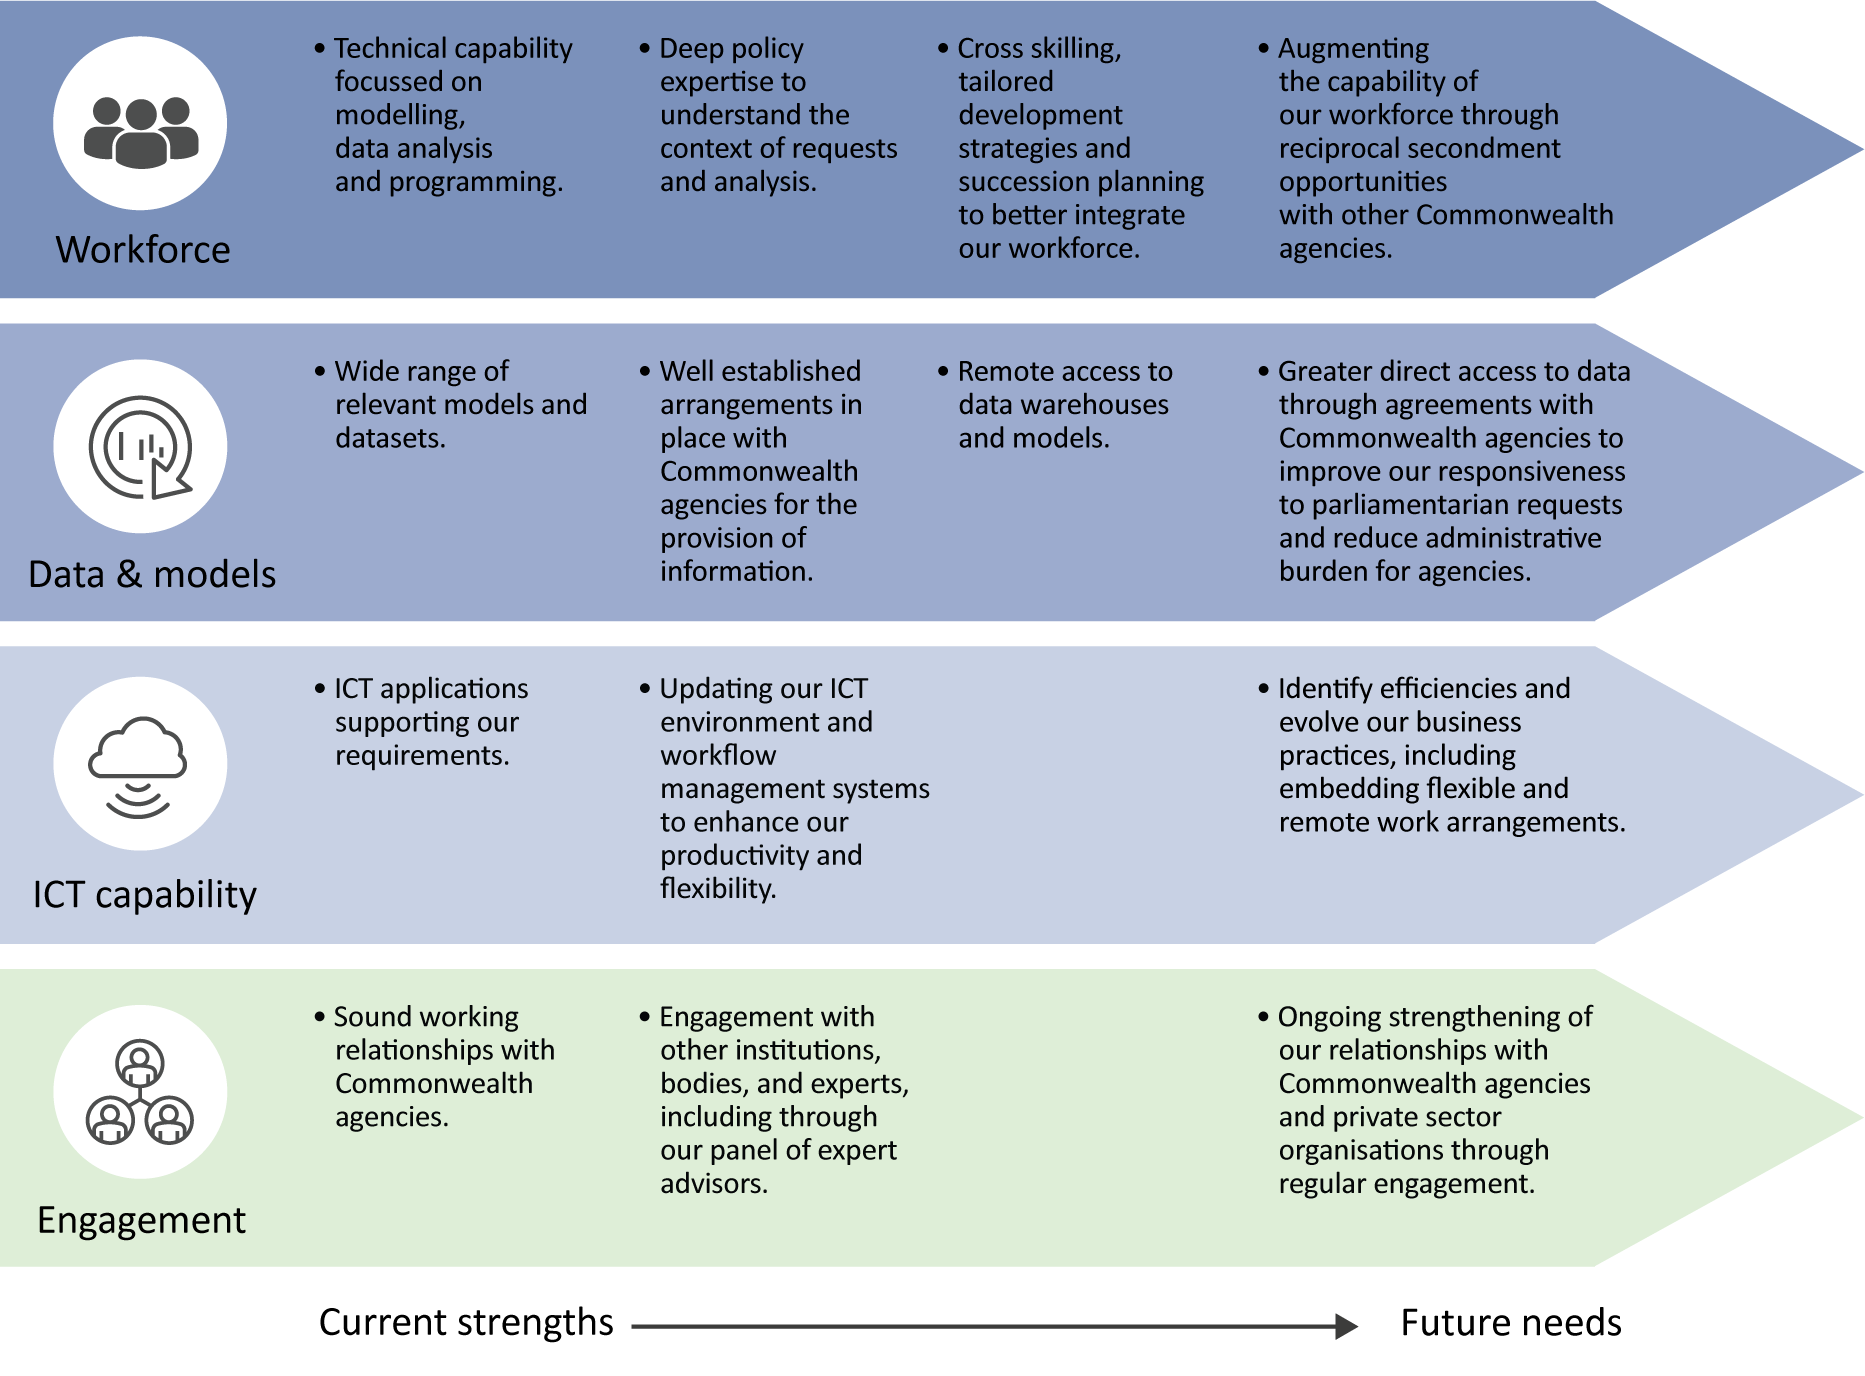 Workforce
• Technical capability
focussed on
modelling,
data analysis
and programming.
• Deep policy
expertise to
understand the
context of requests
and analysis.
• Cross skilling,
tailored
development
strategies and
succession planning
to better integrate
our workforce.
• Augmenting
the capability of
our workforce through
reciprocal secondment
opportunities
with other Commonwealth
agencies.
Data & models
• Wide range of
relevant models and
datasets.
• Well established
arrangements in
place with
Commonwealth
agencies for the
provision of
information.
• Remote access to
data warehouses
and models.
• Greater direct access to data
through agreements with
Commonwealth agencies to
improve our responsiveness
to parliamentarian requests
and reduce administrative
burden for agencies.
ICT capability
• ICT applications
supporting our
requirements.
• Updating our ICT
environment and
workflow
management systems
to enhance our
productivity and
flexibility.
• Identify efficiencies and
evolve our business
practices, including
embedding flexible and
remote work arrangements.
Engagement
• Sound working
relationships with
Commonwealth
agencies.
• Engagement with
other institutions,
bodies, and experts,
including through
our panel of expert
advisors.
• Ongoing strengthening of
our relationships with
Commonwealth agencies
and private sector
organisations through
regular engagement.
Current strengths
Future needs